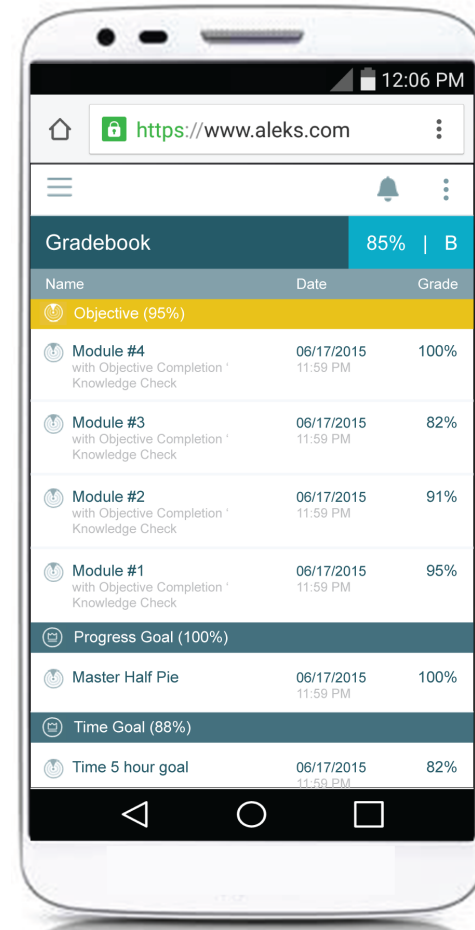 12:06 PM
https://www.aleks.com
Gradebook 85% | B
Name Date Grade
Objective (95%)
Module #4 06/17/2015 100%
with Objective Completion ' 11:59 PM
Knowledge Check
Module #3 06/17/2015 82%
with Objective Completion ' 11:59 PM
Knowledge Check
Module #2 06/17/2015 91%
with Objective Completion ' 11:59 PM
Knowledge Check
Module #1 06/17/2015 95%
with Objective Completion ' 11:59 PM
Knowledge Check
Progress Goal (100%)
Master Half Pie 06/17/2015 100%
11:59 PM
Time Goal (88%)
Time 5 hour goal 06/17/2015 82%
11:59 PM